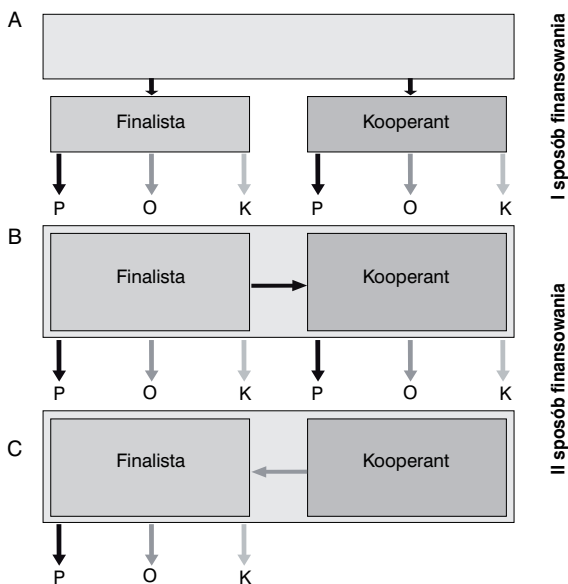 A
Finalista Kooperant
P O K P O K
I sposób finansowania
B
Finalista Kooperant
P O K P O K
C
Finalista Kooperant
P O K
II sposób finansowania